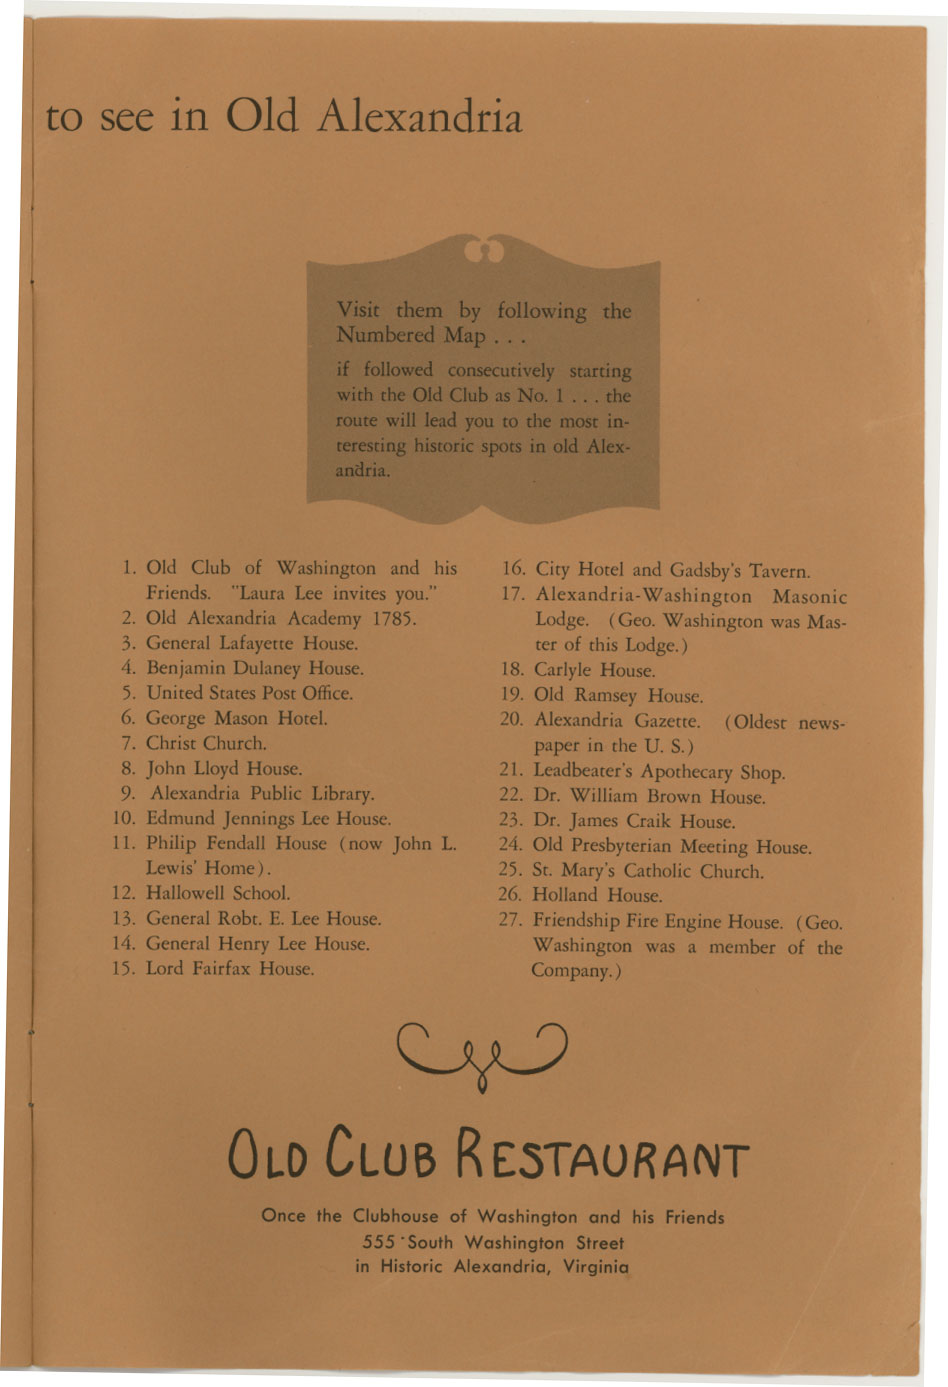 to see in Old Alexandria
Visit them by following the
Numbered Map . . .
if followed consecutively starting
with the Old Club as No. 1 . . . the
route will lead you to the most in-
teresting historic spots in old Alex-
andria.
1. Old Club of Washington and his
Friends. "Laura Lee invites you."
2. Old Alexandria Academy 1785.
3. General Lafayette House.
4. Benjamin Dulaney House.
5. United States Post Office.
6. George Mason Hotel.
7. Christ Church.
8. John Lloyd House.
9. Alexandria Public Library.
10. Edmund Jennings Lee House.
11. Philip Fendall House (now John L.
Lewis' Home).
12. Hallowell School.
13. General Robt. E. Lee House.
14. General Henry Lee House.
15. Lord Fairfax House.
16. City Hotel and Gadsby's Tavern.
17. Alexandria-Washington Masonic
Lodge. (Geo. Washington was Mas-
ter of this Lodge.)
18. Carlyle House.
19. Old Ramsey House.
20. Alexandria Gazette. (Oldest news-
paper in the U. S.)
21. Leadbeater's Apothecary Shop.
22. Dr. William Brown House.
23. Dr. James Craik House.
24. Old Presbyterian Meeting House.
25. St. Mary's Catholic Church.
26. Holland House.
27. Friendship Fire Engine House. (Geo.
Washington was a member of the
Company.)
OLD CLUB RESTAURANT
Once the Clubhouse of Washington and his Friends
555 South Washington Street
in Historic Alexandria, Virginia